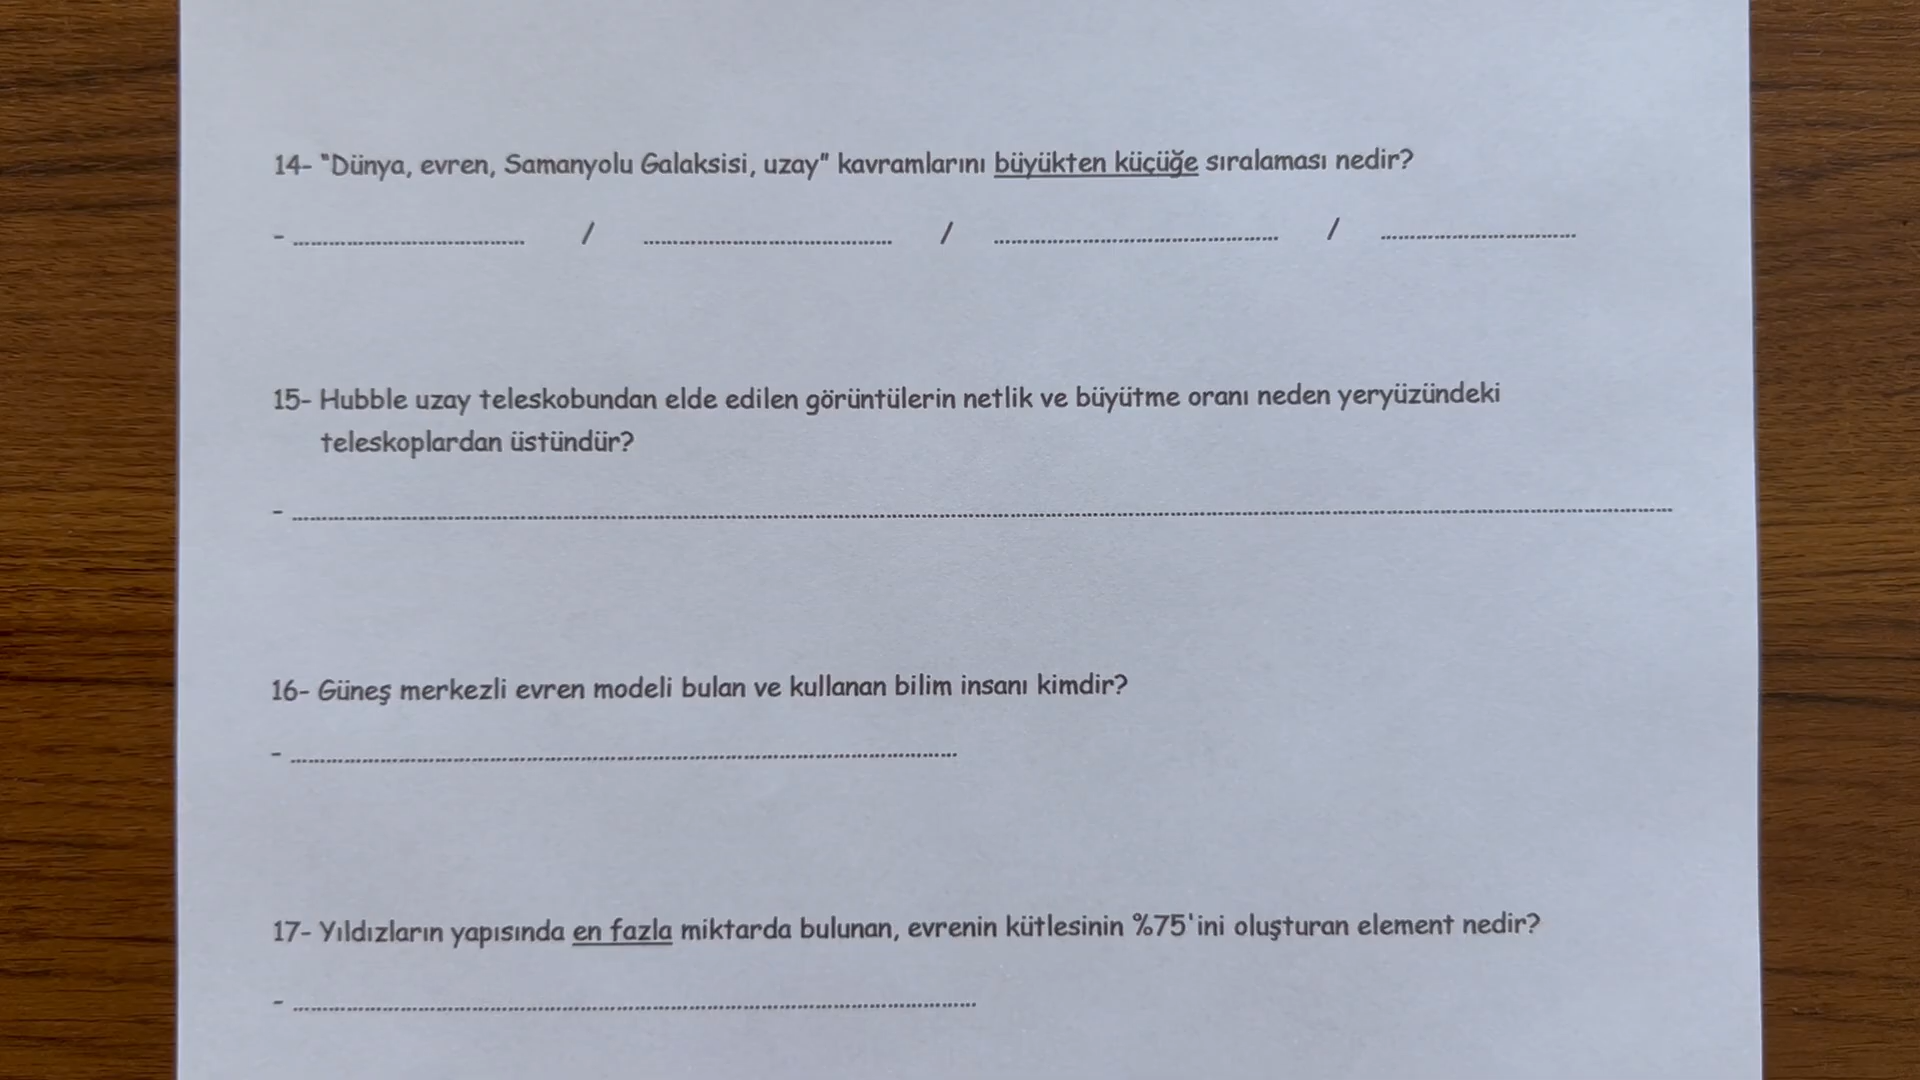 14- "Dünya, evren, Samanyolu Galaksisi, uzay" kavramlarını büyükten küçüğe sıralaması nedir?
- .................................... / .................................... / .................................... / ....................................
15- Hubble uzay teleskobundan elde edilen görüntülerin netlik ve büyütme oranı neden yeryüzündeki
teleskoplardan üstündür?
- ....................................................................................................
16- Güneş merkezli evren modeli bulan ve kullanan bilim insanı kimdir?
- ....................................................................................................
17- Yıldızların yapısında en fazla miktarda bulunan, evrenin kütlesinin %75'ini oluşturan element nedir?
- ....................................................................................................